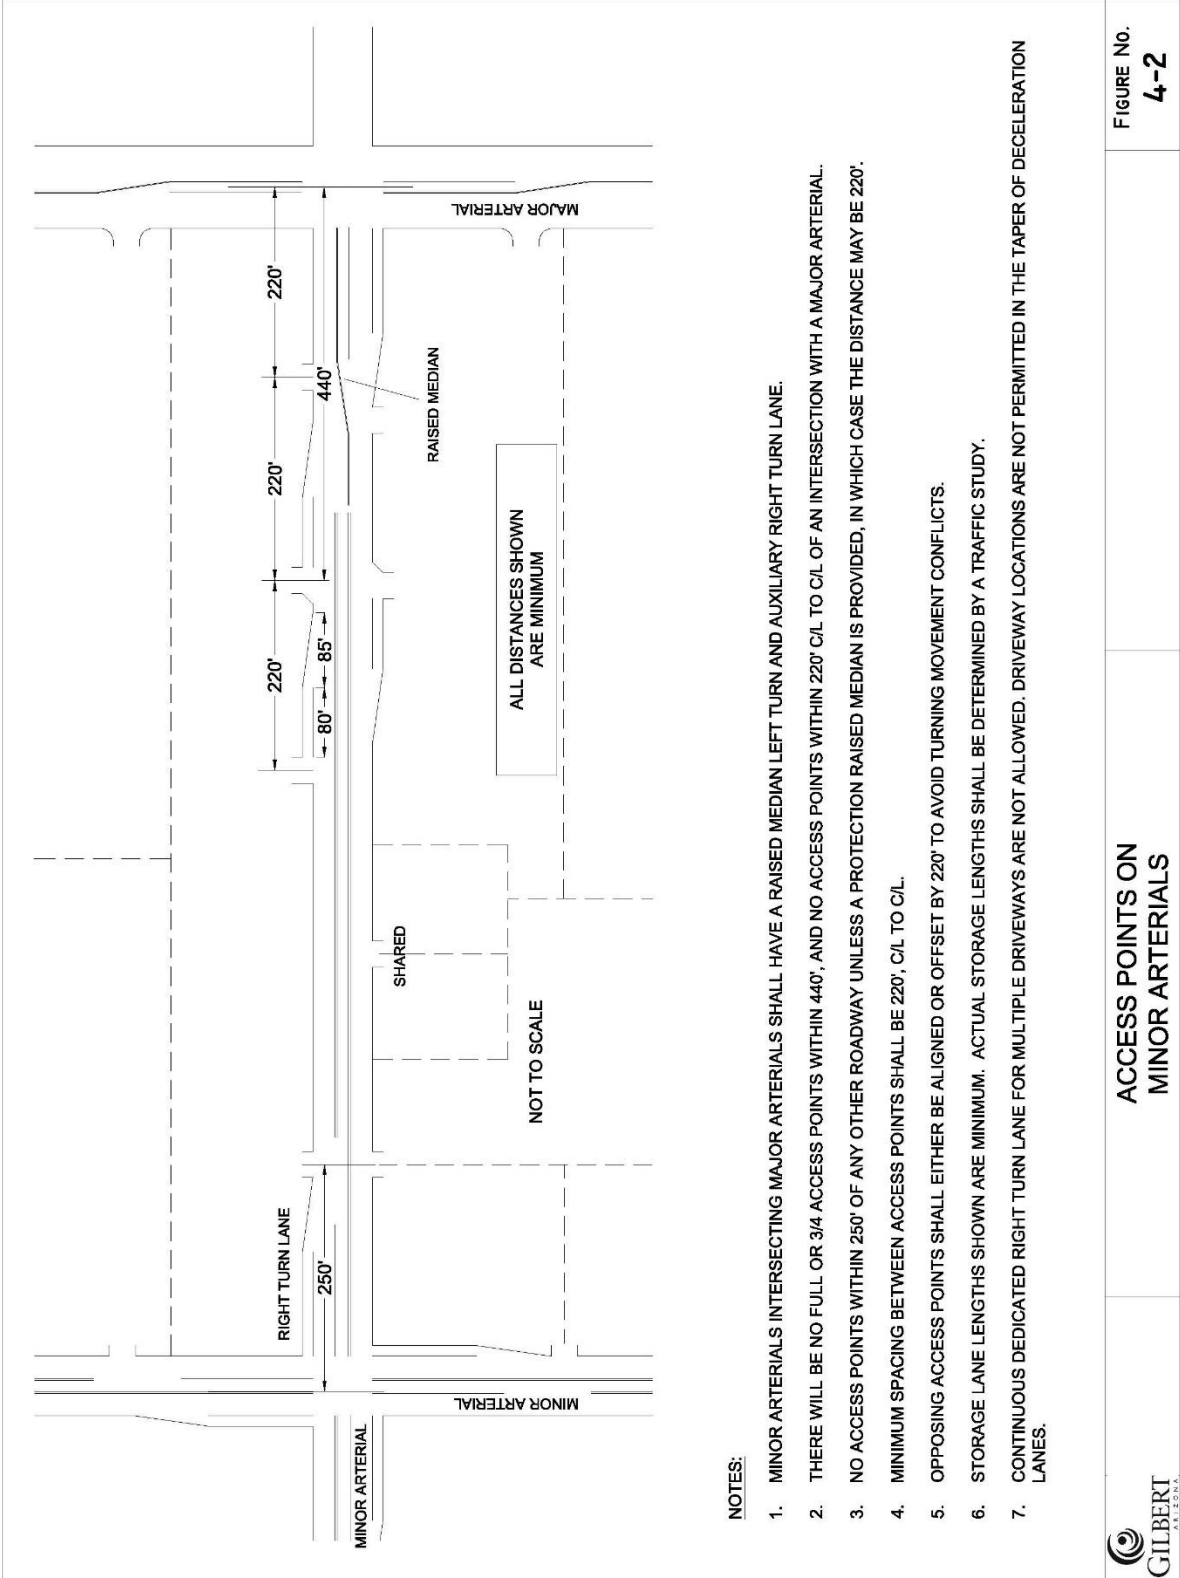 MAJOR ARTERIAL
220'
220'
440'
220'
85'
80'
RAISED MEDIAN
ALL DISTANCES SHOWN
ARE MINIMUM
SHARED
NOT TO SCALE
RIGHT TURN LANE
250'
MINOR ARTERIAL
MINOR ARTERIAL
NOTES:
1. MINOR ARTERIALS INTERSECTING MAJOR ARTERIALS SHALL HAVE A RAISED MEDIAN LEFT TURN AND AUXILIARY RIGHT TURN LANE.
2. THERE WILL BE NO FULL OR 3/4 ACCESS POINTS WITHIN 440', AND NO ACCESS POINTS WITHIN 220' C/L TO C/L OF AN INTERSECTION WITH A MAJOR ARTERIAL.
3. NO ACCESS POINTS WITHIN 250' OF ANY OTHER ROADWAY UNLESS A PROTECTION RAISED MEDIAN IS PROVIDED, IN WHICH CASE THE DISTANCE MAY BE 220'.
4. MINIMUM SPACING BETWEEN ACCESS POINTS SHALL BE 220', C/L TO C/L.
5. OPPOSING ACCESS POINTS SHALL EITHER BE ALIGNED OR OFFSET BY 220' TO AVOID TURNING MOVEMENT CONFLICTS.
6. STORAGE LANE LENGTHS SHOWN ARE MINIMUM. ACTUAL STORAGE LENGTHS SHALL BE DETERMINED BY A TRAFFIC STUDY.
7. CONTINUOUS DEDICATED RIGHT TURN LANE FOR MULTIPLE DRIVEWAYS ARE NOT ALLOWED. DRIVEWAY LOCATIONS ARE NOT PERMITTED IN THE TAPER OF DECELERATION
LANES.
GILBERT
ARIZONA
ACCESS POINTS ON
MINOR ARTERIALS
FIGURE NO.
4-2